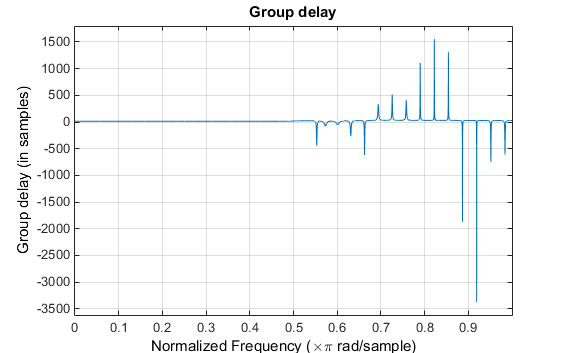 Group delay
1500
1000
500
0
-500
-1000
-1500
-2000
-2500
-3000
-3500
Group delay (in samples)
0 0.1 0.2 0.3 0.4 0.5 0.6 0.7 0.8 0.9
Normalized Frequency (×π rad/sample)